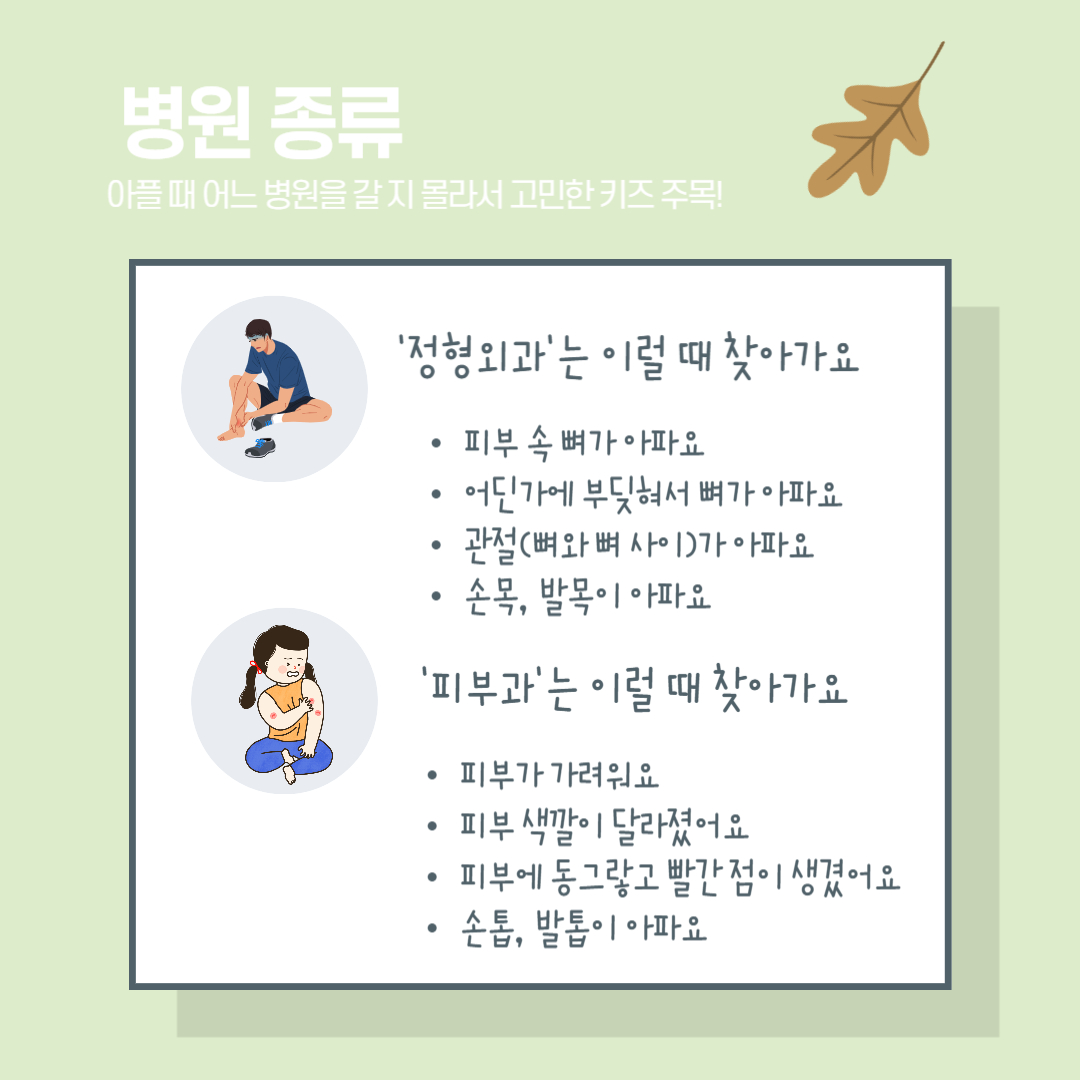 병원 종류
아플 때 어느 병원을 갈 지 몰라서 고민한 키즈 주목!
'정형외과'는 이럴 때 찾아가요
• 피부 속 뼈가 아파요
• 어딘가에 부딪혀서 뼈가 아파요
• 관절(뼈와 뼈 사이)가 아파요
• 손목, 발목이 아파요
'피부과'는 이럴 때 찾아가요
• 피부가 가려워요
• 피부 색깔이 달라졌어요
• 피부에 동그랗고 빨간 점이 생겼어요
• 손톱, 발톱이 아파요